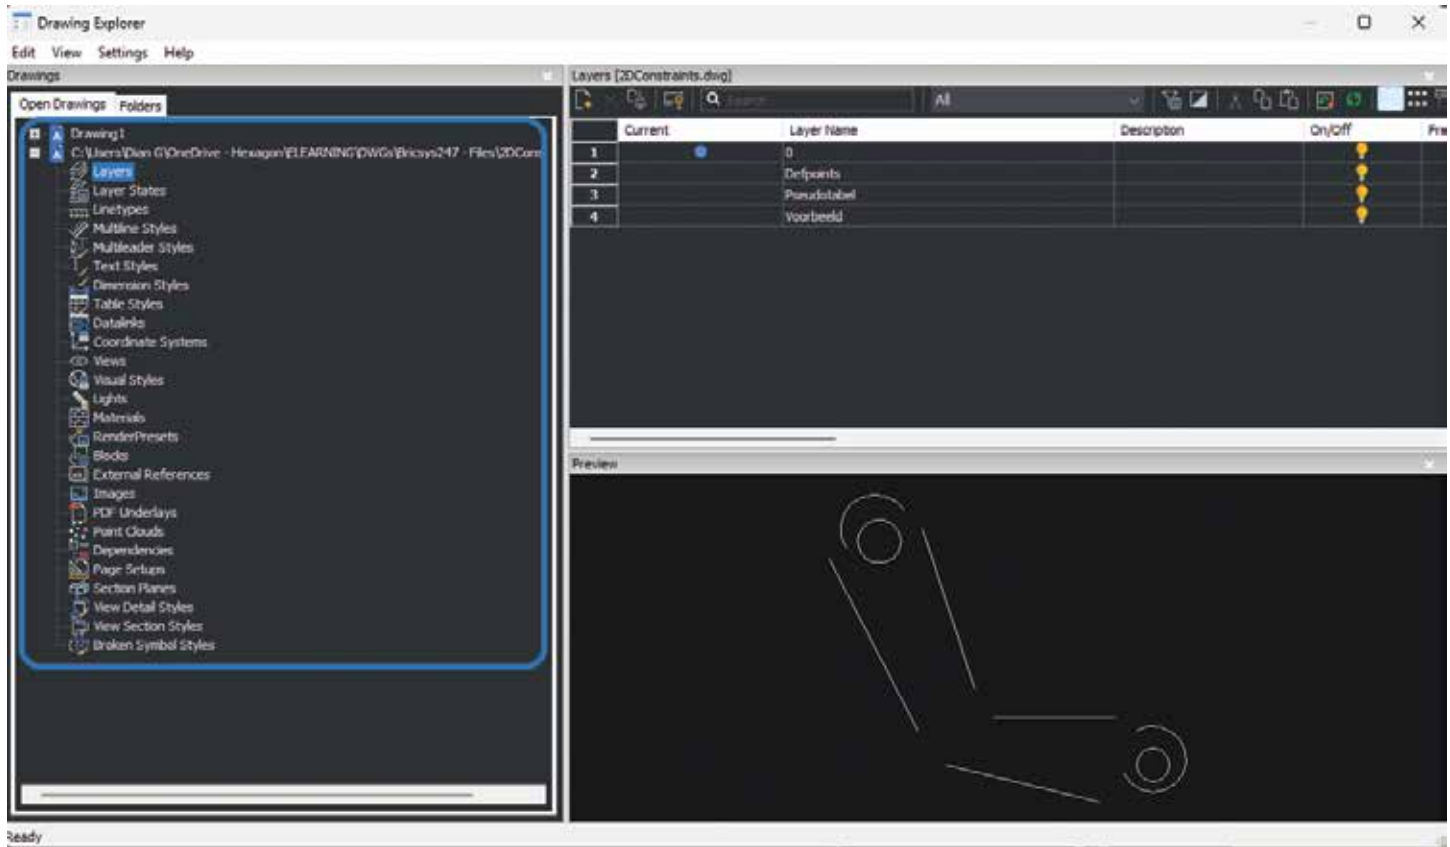 Drawing Explorer
Edit View Settings Help
Drawings
Open Drawings Folders
Drawing1
C:\Users\Dian G\OneDrive - Hexagon\ELEARNING\DWGs\Bricsys247 - Files\2DCons
Layers
Layer States
Linetypes
Multiline Styles
Multileader Styles
Text Styles
Dimension Styles
Table Styles
Datalinks
Coordinate Systems
Views
Visual Styles
Lights
Materials
RenderPresets
Blocks
External References
Images
PDF Underlays
Point Clouds
Dependencies
Page Setups
Section Planes
View Detail Styles
View Section Styles
Broken Symbol Styles
Layers [2DConstraints.dwg]
Search All
Current Layer Name Description On/Off Fre
1 0
2 Defpoints
3 Pseudotabel
4 Voorbeeld
Preview
Ready